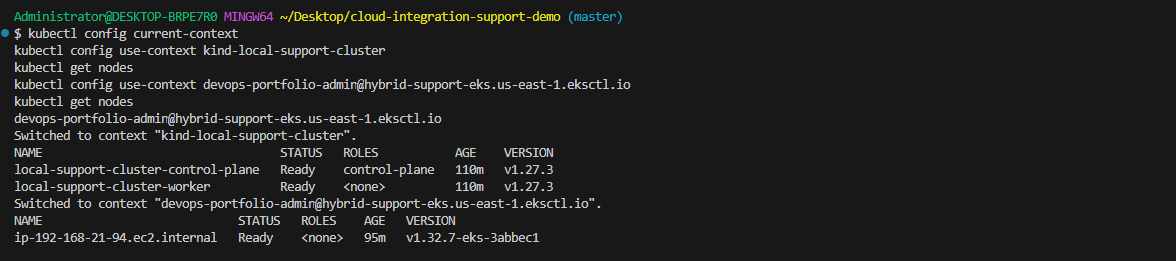 Administrator@DESKTOP-BRPE7R0 MINGW64 ~/Desktop/cloud-integration-support-demo (master)
$ kubectl config current-context
kubectl config use-context kind-local-support-cluster
kubectl get nodes
kubectl config use-context devops-portfolio-admin@hybrid-support-eks.us-east-1.eksctl.io
kubectl get nodes
devops-portfolio-admin@hybrid-support-eks.us-east-1.eksctl.io
Switched to context "kind-local-support-cluster".
NAME                                  STATUS   ROLES           AGE    VERSION
local-support-cluster-control-plane   Ready    control-plane   110m   v1.27.3
local-support-cluster-worker          Ready    <none>          110m   v1.27.3
Switched to context "devops-portfolio-admin@hybrid-support-eks.us-east-1.eksctl.io".
NAME                            STATUS   ROLES    AGE   VERSION
ip-192-168-21-94.ec2.internal   Ready    <none>   95m   v1.32.7-eks-3abbec1